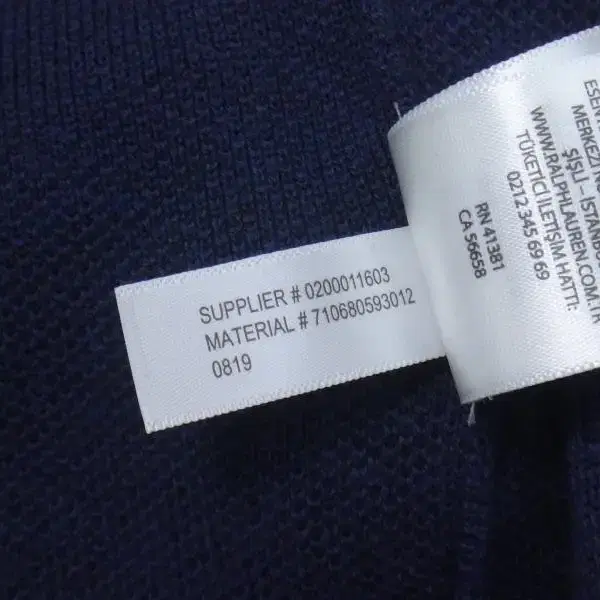 SUPPLIER # 0200011603
MATERIAL # 710680593012
0819
MERKEZİ
ŞİŞLİ - İSTANBUL
WWW.RALPHLAUREN.COM.TR
TÜKETİCİ İLETİŞİM HATTI:
0212 345 69 69
RN 41381
CA 56658